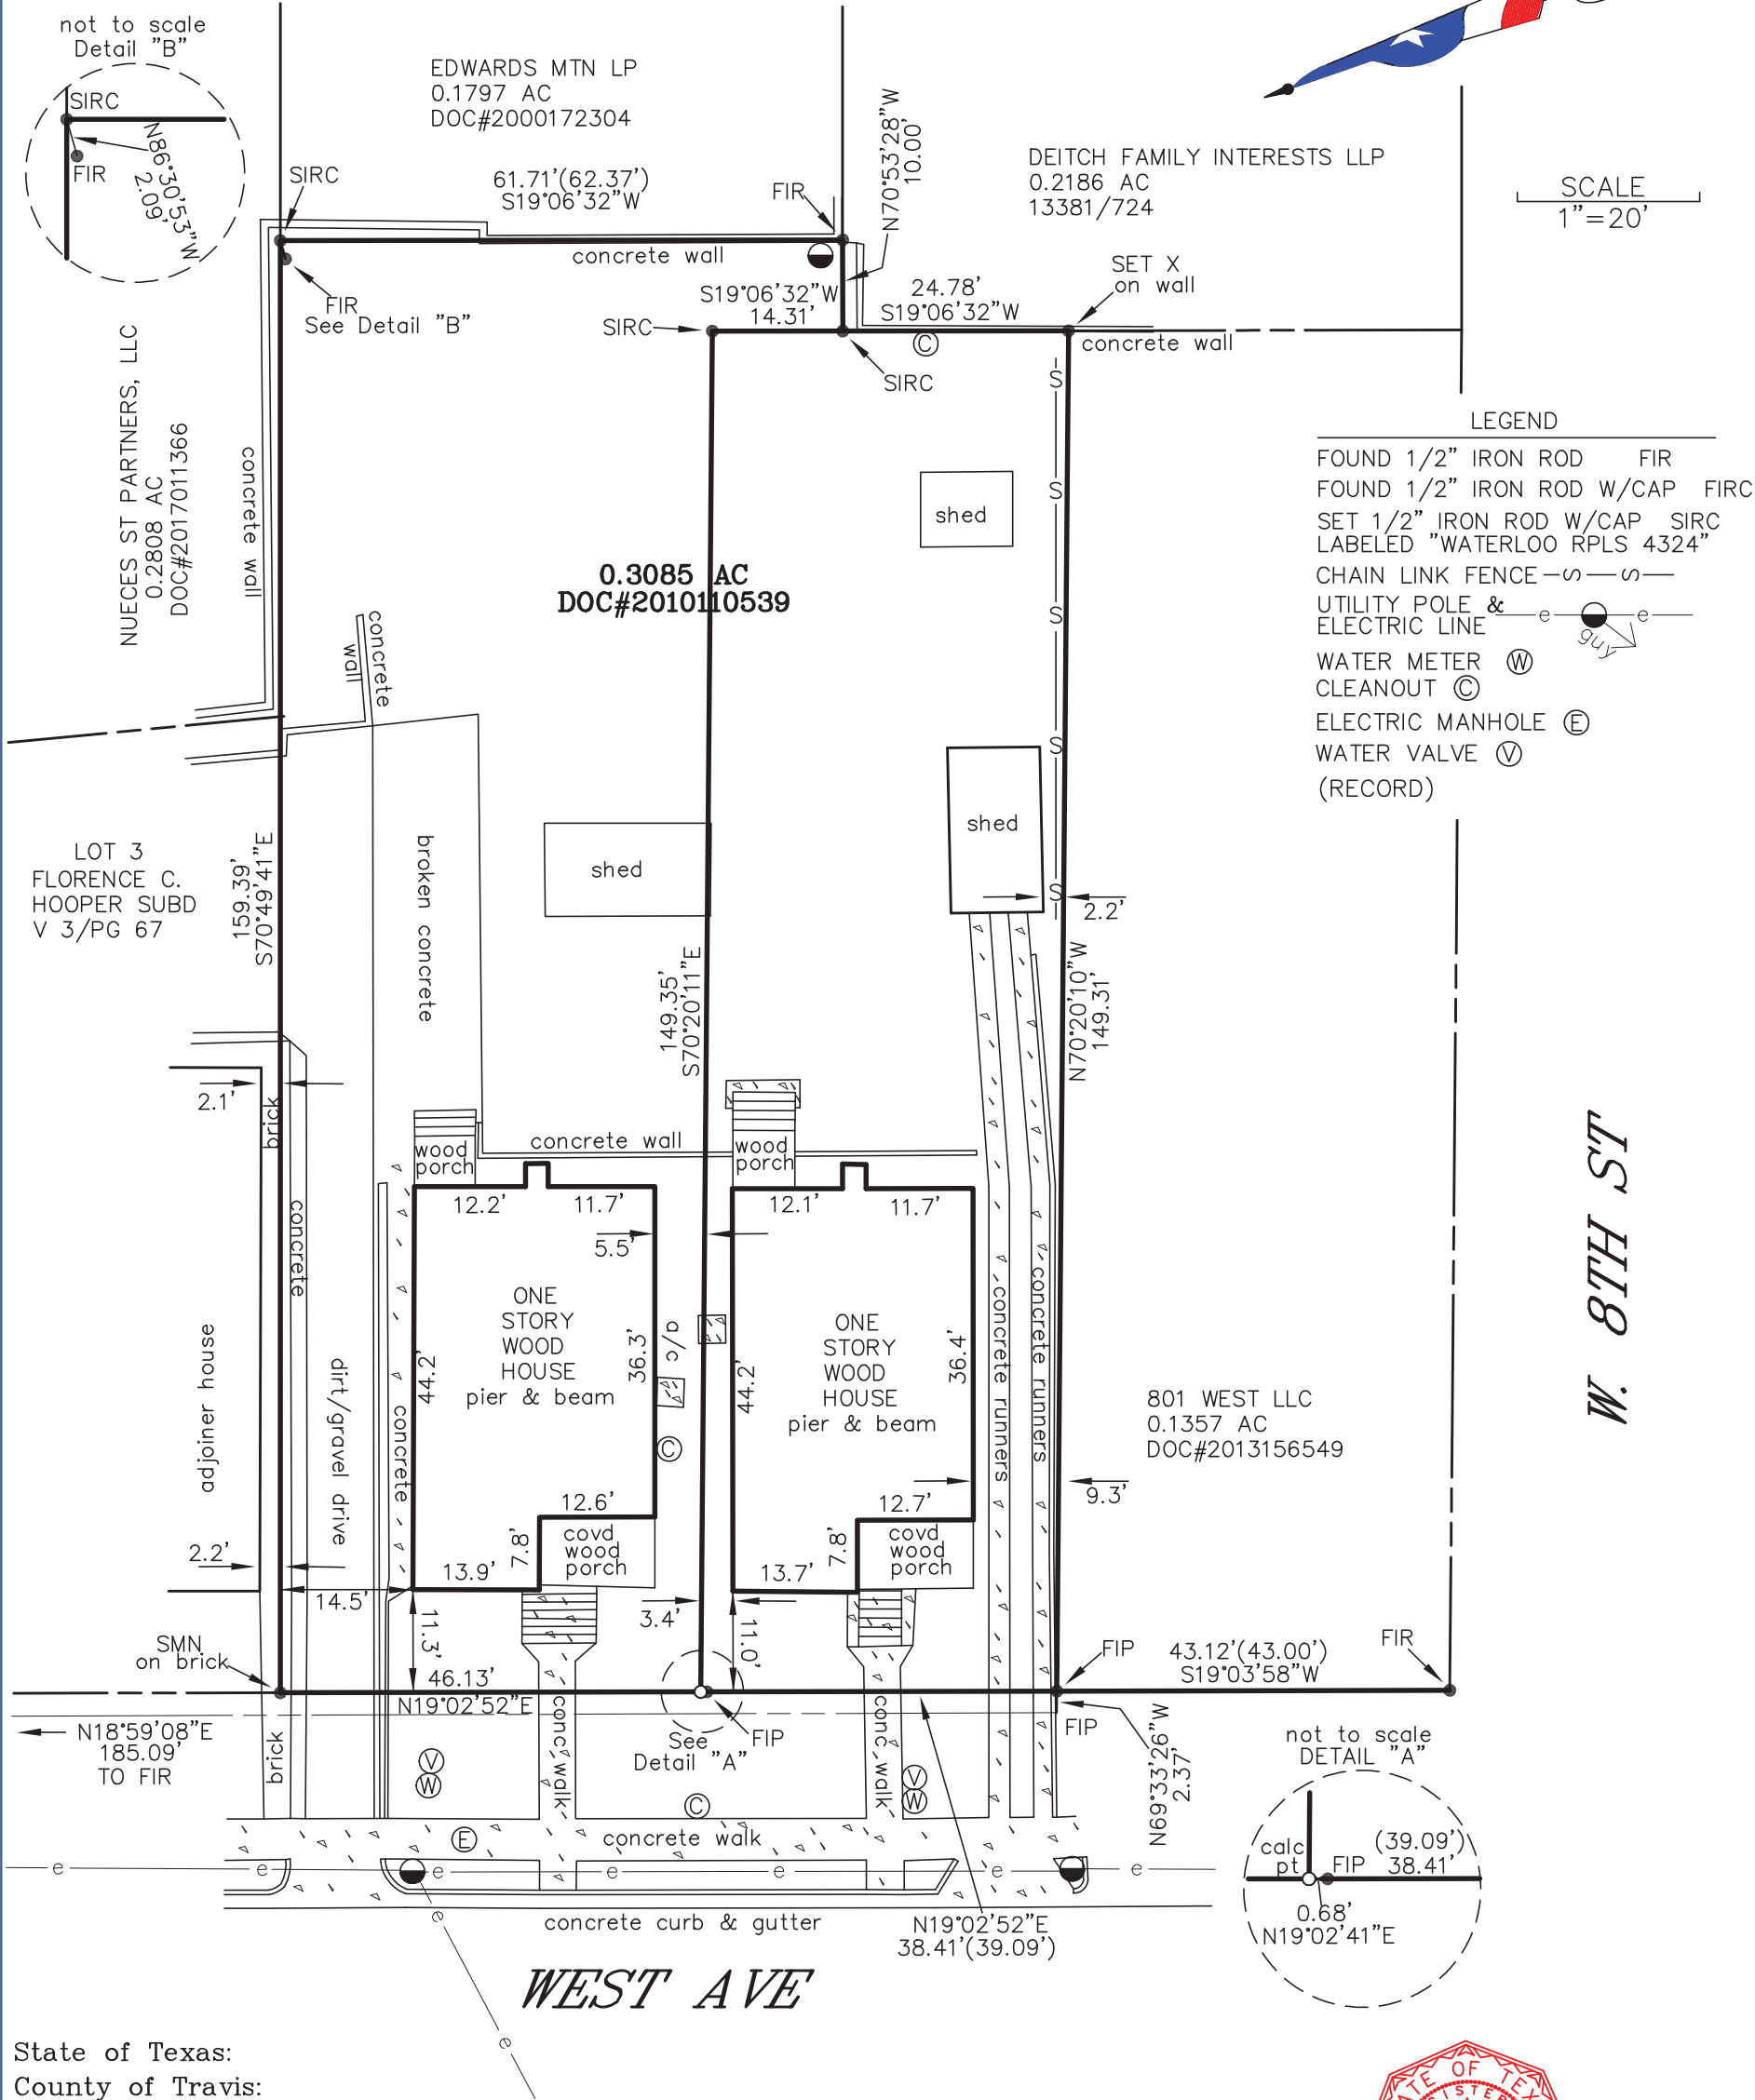 not to scale
Detail "B"
SIRC
FIR
N86°30'53"W
2.09'
EDWARDS MTN LP
0.1797 AC
DOC#2000172304
SIRC
61.71'(62.37')
S19°06'32"W
FIR
N70°53'28"W
10.00'
DEITCH FAMILY INTERESTS LLP
0.2186 AC
13381/724
SCALE
1"=20'
concrete wall
FIR
See Detail "B"
S19°06'32"W
14.31'
SIRC
24.78'
S19°06'32"W
SET X
on wall
concrete wall
C
SIRC
NUECES ST PARTNERS, LLC
0.2808 AC
DOC#2017011366
concrete wall
concrete
wall
shed
0.3085 AC
DOC#2010110539
S
S
S
S
S
LEGEND
FOUND 1/2" IRON ROD FIR
FOUND 1/2" IRON ROD W/CAP FIRC
SET 1/2" IRON ROD W/CAP SIRC
LABELED "WATERLOO RPLS 4324"
CHAIN LINK FENCE —S—S—
UTILITY POLE &
ELECTRIC LINE e e
guy
WATER METER W
CLEANOUT C
ELECTRIC MANHOLE E
WATER VALVE V
(RECORD)
LOT 3
FLORENCE C.
HOOPER SUBD
V 3/PG 67
159.39'
S70°49'41"E
broken concrete
shed
shed
2.2'
149.35'
S70°20'11"E
N70°20'10"W
149.31'
W. 8TH ST
2.1'
brick
concrete
wood
porch
concrete wall
wood
porch
12.2'
11.7'
5.5'
12.1'
11.7'
ONE
STORY
WOOD
HOUSE
pier & beam
44.2'
36.3'
a/c
C
44.2'
ONE
STORY
WOOD
HOUSE
pier & beam
36.4'
concrete runners
concrete runners
801 WEST LLC
0.1357 AC
DOC#2013156549
adjoiner house
dirt/gravel drive
concrete
9.3'
12.6'
7.8'
covd
wood
porch
13.9'
12.7'
7.8'
covd
wood
porch
13.7'
2.2'
14.5'
11.3'
3.4'
11.0'
SMN
on brick
46.13'
N19°02'52"E
FIP
43.12'(43.00')
S19°03'58"W
FIR
N18°59'08"E
185.09'
TO FIR
brick
V
W
conc walk
See
Detail "A"
FIP
C
conc walk
V
W
FIP
N69°33'26"W
2.37'
not to scale
DETAIL "A"
calc
pt
FIP
(39.09')
38.41'
0.68'
N19°02'41"E
E
concrete walk
e
e
e
e
e
e
e
concrete curb & gutter
N19°02'52"E
38.41'(39.09')
e
WEST AVE
e
State of Texas:
County of Travis: